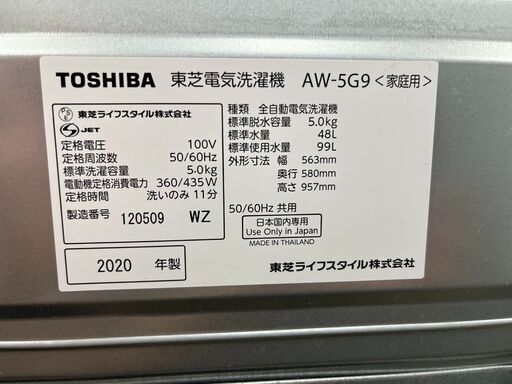 TOSHIBA 東芝電気洗濯機 AW-5G9<家庭用>
東芝ライフスタイル株式会社
PS E JET
定格電圧 100V
定格周波数 50/60Hz
標準洗濯容量 5.0kg
電動機定格消費電力 360/435W
定格時間 洗いのみ 11分
製造番号 120509 WZ
2020 年製
種類 全自動電気洗濯機
標準脱水容量 5.0kg
標準水量 48L
標準使用水量 99L
外形寸法 幅 563mm
奥行 580mm
高さ 957mm
50/60Hz 共用
日本国内専用
Use Only in Japan
MADE IN THAILAND
東芝ライフスタイル株式会社